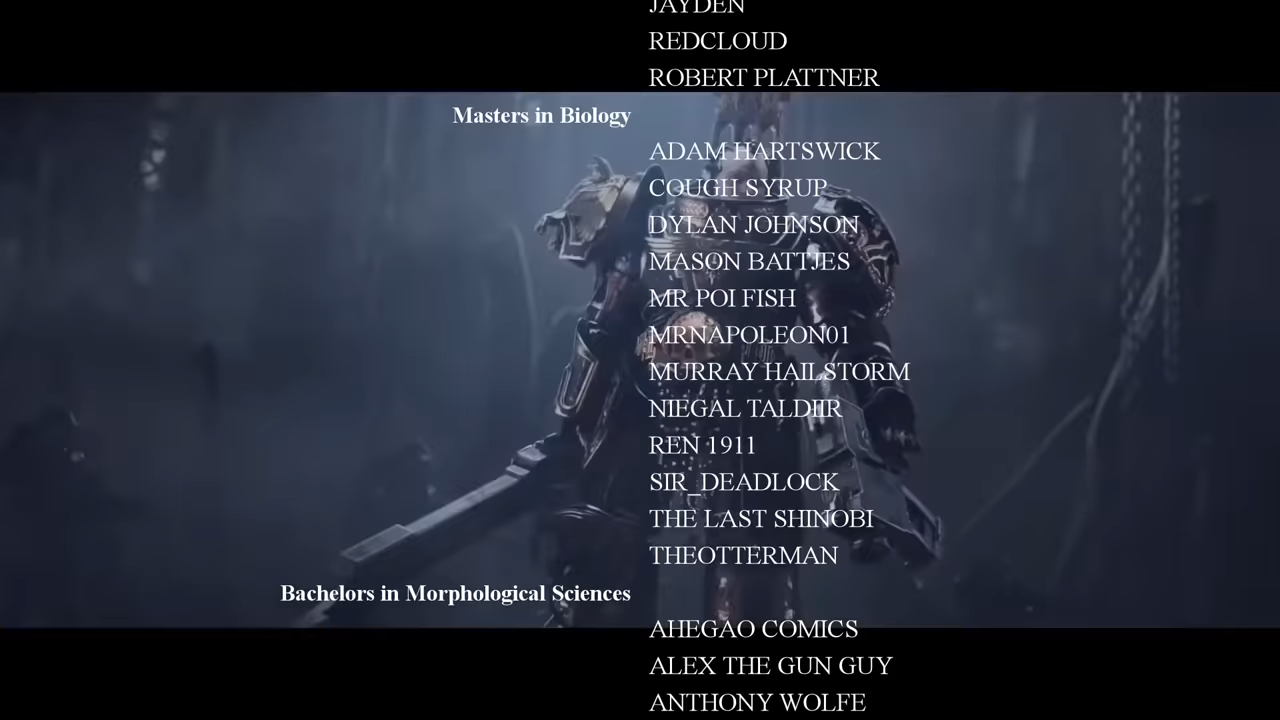 JAYDEN
REDCLOUD
ROBERT PLATTNER
Masters in Biology
ADAM HARTSWICK
COUGH SYRUP
DYLAN JOHNSON
MASON BATTJES
MR POI FISH
MRNAPOLEON01
MURRAY HAILSTORM
NIEGAL TALDIIR
REN 1911
SIR_DEADLOCK
THE LAST SHINOBI
THEOTTERMAN
Bachelors in Morphological Sciences
AHEGAO COMICS
ALEX THE GUN GUY
ANTHONY WOLFE